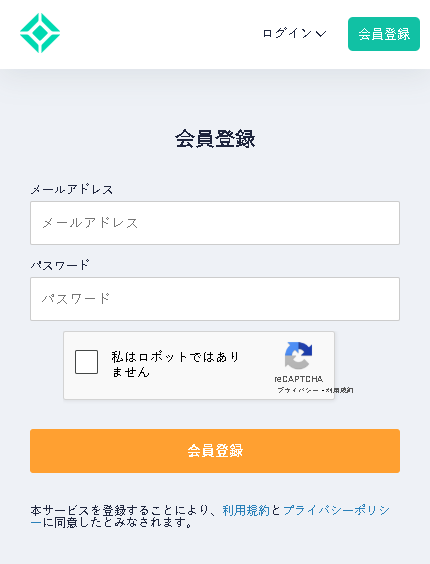 ログイン
会員登録
会員登録
メールアドレス
メールアドレス
パスワード
パスワード
私はロボットではあり
ません
reCAPTCHA
プライバシー - 利用規約
会員登録
本サービスを登録することにより、利用規約とプライバシーポリシ
ーに同意したとみなされます。